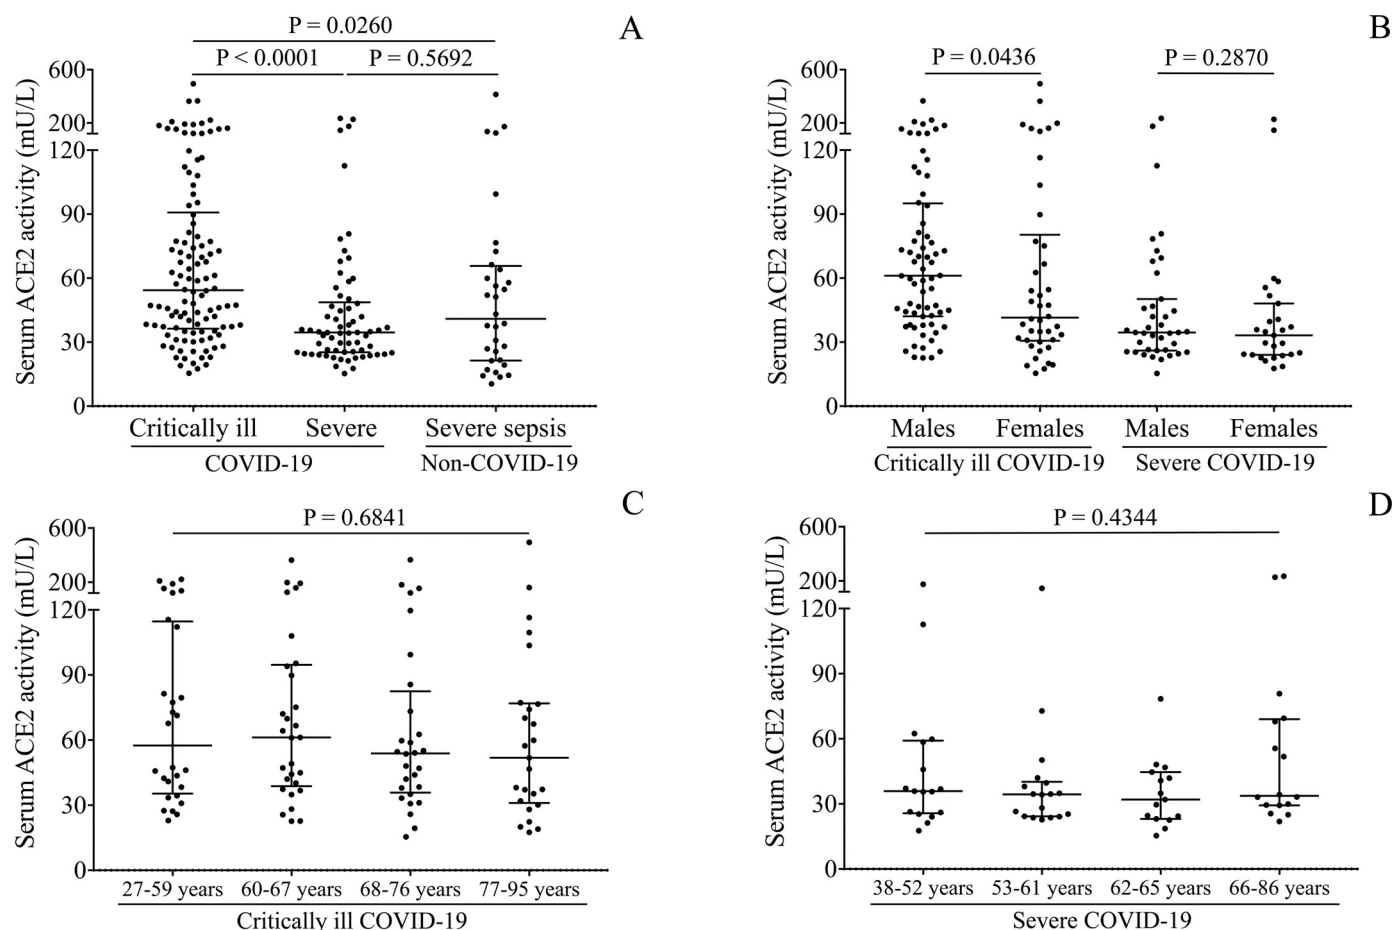 A
P = 0.0260
P < 0.0001 P = 0.5692
Serum ACE2 activity (mU/L)
600
200
120
90
60
30
0
Critically ill Severe Severe sepsis
COVID-19 Non-COVID-19
B
P = 0.0436 P = 0.2870
Serum ACE2 activity (mU/L)
600
200
120
90
60
30
0
Males Females Males Females
Critically ill COVID-19 Severe COVID-19
C
P = 0.6841
Serum ACE2 activity (mU/L)
600
200
120
90
60
30
0
27-59 years 60-67 years 68-76 years 77-95 years
Critically ill COVID-19
D
P = 0.4344
Serum ACE2 activity (mU/L)
600
200
120
90
60
30
0
38-52 years 53-61 years 62-65 years 66-86 years
Severe COVID-19